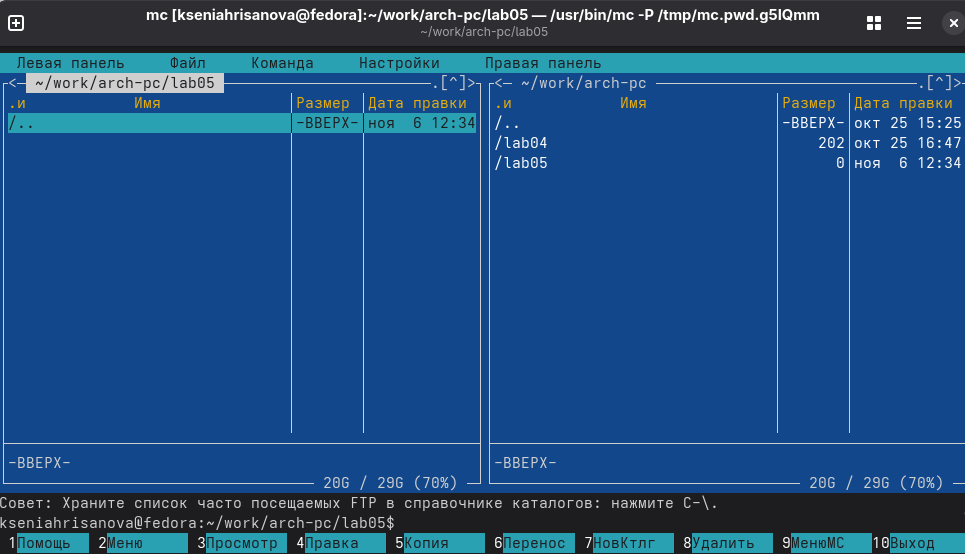 mc [kseniahrisanova@fedora]:~/work/arch-pc/lab05 — /usr/bin/mc -P /tmp/mc.pwd.g5IQmm
~/work/arch-pc/lab05
Левая панель Файл Команда Настройки Правая панель
<─ ~/work/arch-pc/lab05 ─.[^]> <─ ~/work/arch-pc ─.[^]>
.и Имя Размер Дата правки .и Имя Размер Дата правки
/.. -ВВЕРХ- ноя 6 12:34 /.. -ВВЕРХ- окт 25 15:25
/lab04 202 окт 25 16:47
/lab05 0 ноя 6 12:34
-ВВЕРХ- -ВВЕРХ-
20G / 29G (70%) 20G / 29G (70%)
Совет: Храните список часто посещаемых FTP в справочнике каталогов: нажмите C-\.
kseniahrisanova@fedora:~/work/arch-pc/lab05$
1Помощь 2Меню 3Просмотр 4Правка 5Копия 6Перенос 7НовКтлг 8Удалить 9МенюMC 10Выход